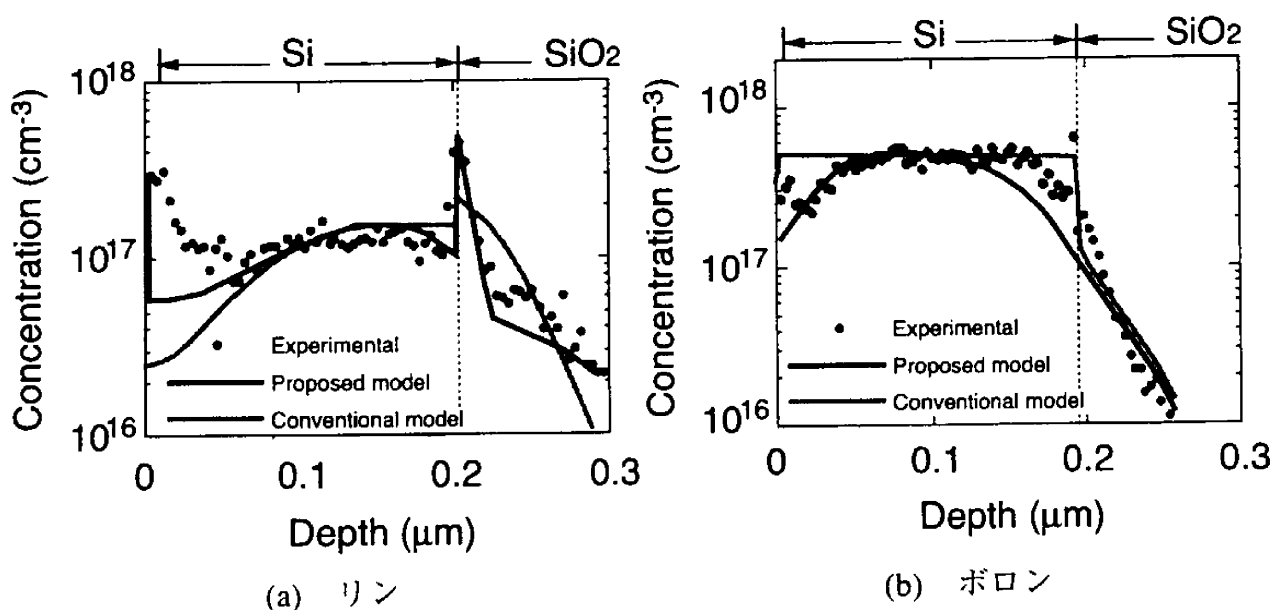 Si
SiO2
10^18
10^17
10^16
Concentration (cm-3)
Experimental
Proposed model
Conventional model
0
0.1
0.2
0.3
Depth (μm)
(a) リン
Si
SiO2
10^18
10^17
10^16
Concentration (cm-3)
Experimental
Proposed model
Conventional model
0
0.1
0.2
0.3
Depth (μm)
(b) ボロン